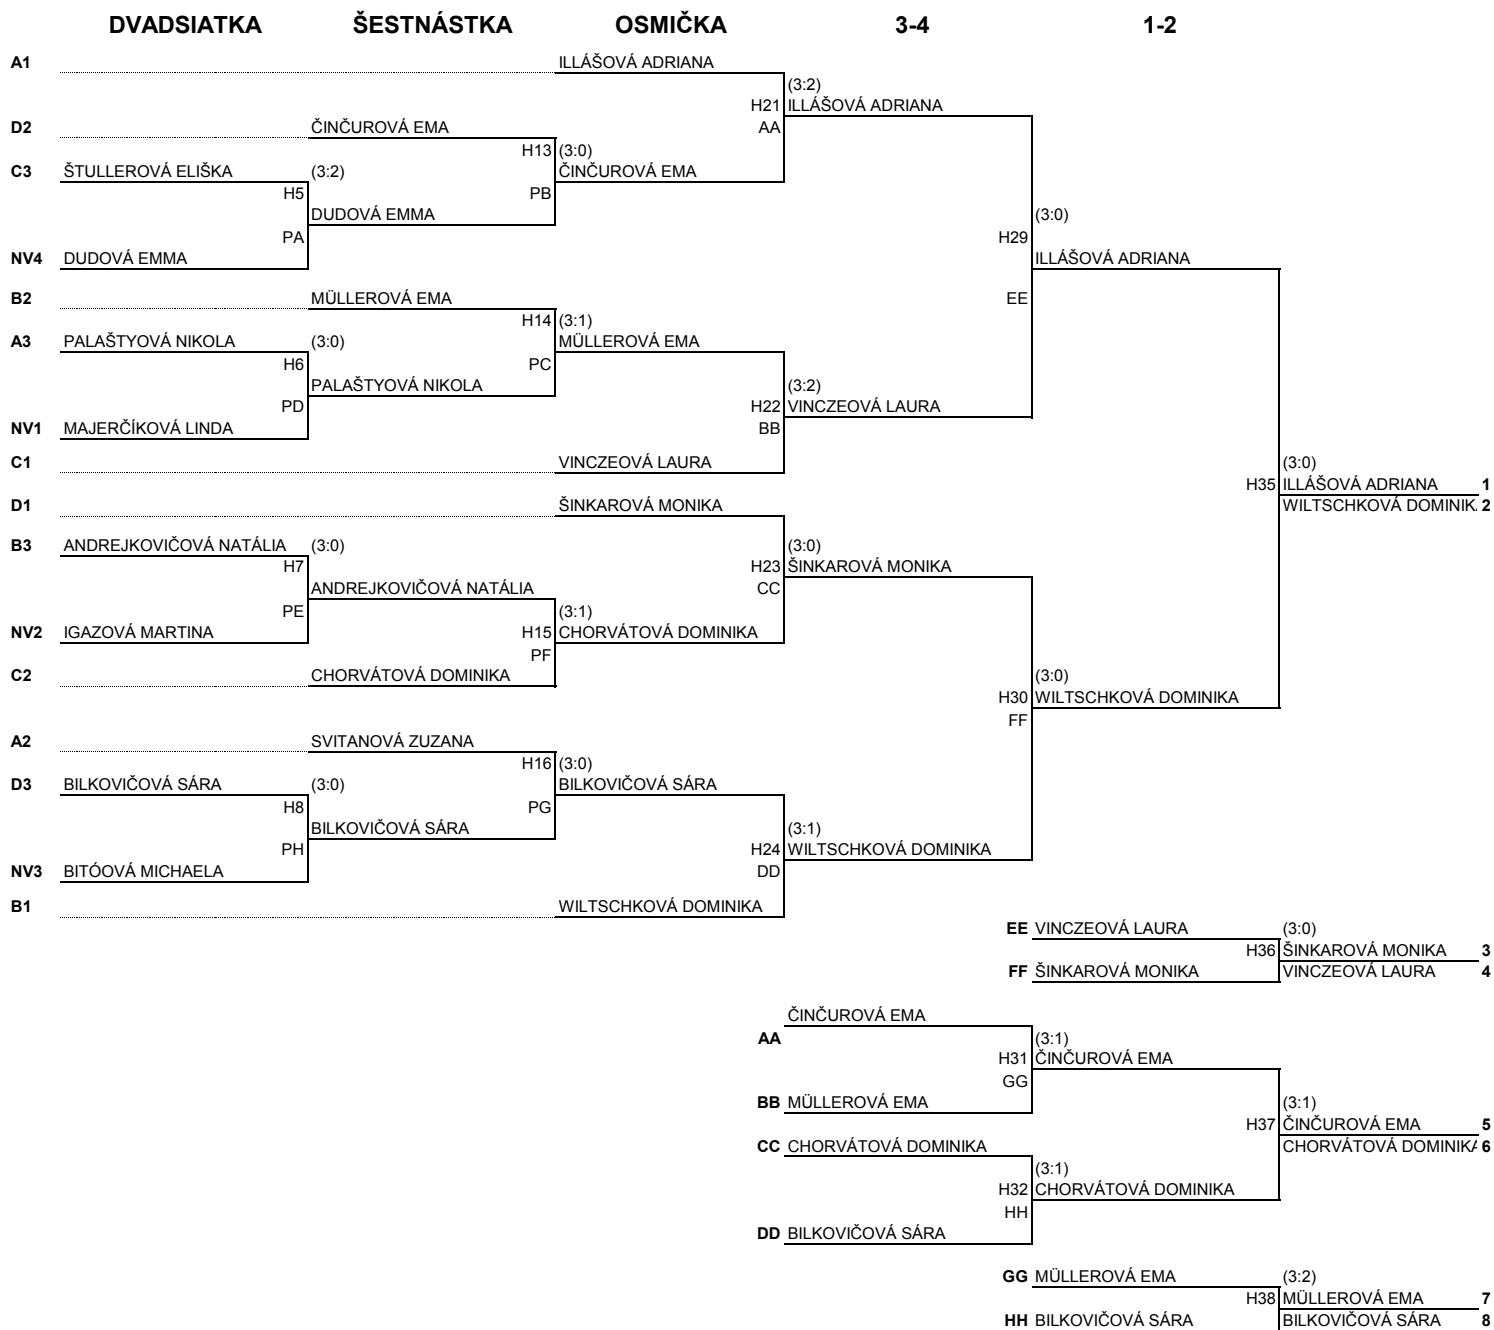 DVADSIATKA ŠESTNÁSTKA OSMIČKA 3-4 1-2
A1 ILLÁŠOVÁ ADRIANA
(3:2)
H21 ILLÁŠOVÁ ADRIANA
D2 ČINČUROVÁ EMA AA
H13 (3:0)
C3 ŠTULLEROVÁ ELIŠKA (3:2) ČINČUROVÁ EMA
H5 PB
DUDOVÁ EMMA (3:0)
PA H29
NV4 DUDOVÁ EMMA ILLÁŠOVÁ ADRIANA
B2 MÜLLEROVÁ EMA EE
H14 (3:1)
A3 PALAŠTYOVÁ NIKOLA (3:0) MÜLLEROVÁ EMA
H6 PC
PALAŠTYOVÁ NIKOLA (3:2)
PD H22 VINCZEOVÁ LAURA
NV1 MAJERČÍKOVÁ LINDA BB
C1 VINCZEOVÁ LAURA (3:0)
H35 ILLÁŠOVÁ ADRIANA 1
D1 ŠINKAROVÁ MONIKA WILTSCHKOVÁ DOMINIK 2
B3 ANDREJKOVIČOVÁ NATÁLIA (3:0) (3:0)
H7 H23 ŠINKAROVÁ MONIKA
ANDREJKOVIČOVÁ NATÁLIA CC
PE (3:1)
NV2 IGAZOVÁ MARTINA H15 CHORVÁTOVÁ DOMINIKA
PF
C2 CHORVÁTOVÁ DOMINIKA (3:0)
H30 WILTSCHKOVÁ DOMINIKA
FF
A2 SVITANOVÁ ZUZANA
H16 (3:0)
D3 BILKOVIČOVÁ SÁRA (3:0) BILKOVIČOVÁ SÁRA
H8 PG
BILKOVIČOVÁ SÁRA (3:1)
PH H24 WILTSCHKOVÁ DOMINIKA
NV3 BITÓOVÁ MICHAELA DD
B1 WILTSCHKOVÁ DOMINIKA
EE VINCZEOVÁ LAURA (3:0)
H36 ŠINKAROVÁ MONIKA 3
FF ŠINKAROVÁ MONIKA VINCZEOVÁ LAURA 4
ČINČUROVÁ EMA
AA (3:1)
H31 ČINČUROVÁ EMA
GG
BB MÜLLEROVÁ EMA (3:1)
H37 ČINČUROVÁ EMA 5
CC CHORVÁTOVÁ DOMINIKA CHORVÁTOVÁ DOMINIK 6
(3:1)
H32 CHORVÁTOVÁ DOMINIKA
HH
DD BILKOVIČOVÁ SÁRA
GG MÜLLEROVÁ EMA (3:2)
H38 MÜLLEROVÁ EMA 7
HH BILKOVIČOVÁ SÁRA BILKOVIČOVÁ SÁRA 8